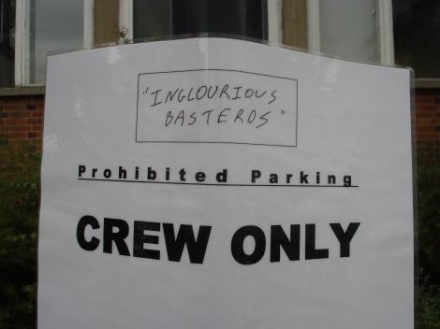 "INGLOURIOUS
BASTERDS"
Prohibited Parking
CREW ONLY